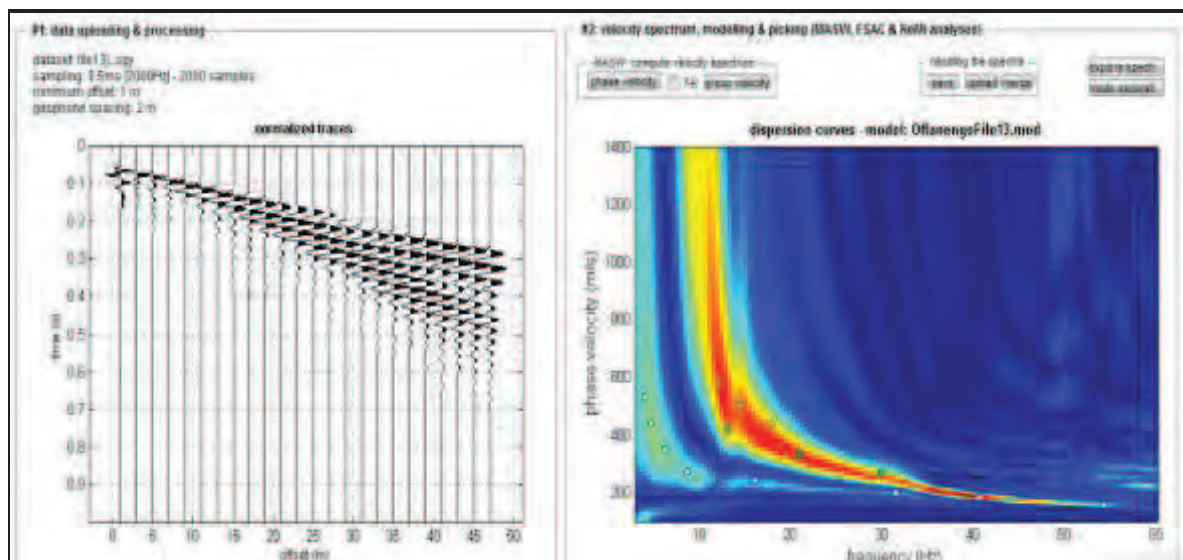 #1: data uploading & processing
dataset: file13L.sgy
sampling: 0.5ms (2000Hz) - 2000 samples
minimum offset: 1 m
geophone spacing: 2 m
normalized traces
0
0.1
0.2
0.3
0.4
0.5
0.6
0.7
0.8
0.9
time (s)
0 5 10 15 20 25 30 35 40 45 50
offset (m)
#2: velocity spectrum, modelling & picking (MASW, ESAC & ReMi analyses)
MASW: compute velocity spectrum
phase velocity
group velocity
save
upload
merge
dispersion curves - model: OllanengoFile13.mod
1400
1200
1000
800
600
400
200
phase velocity (m/s)
10 20 30 40 50 60
frequency (Hz)